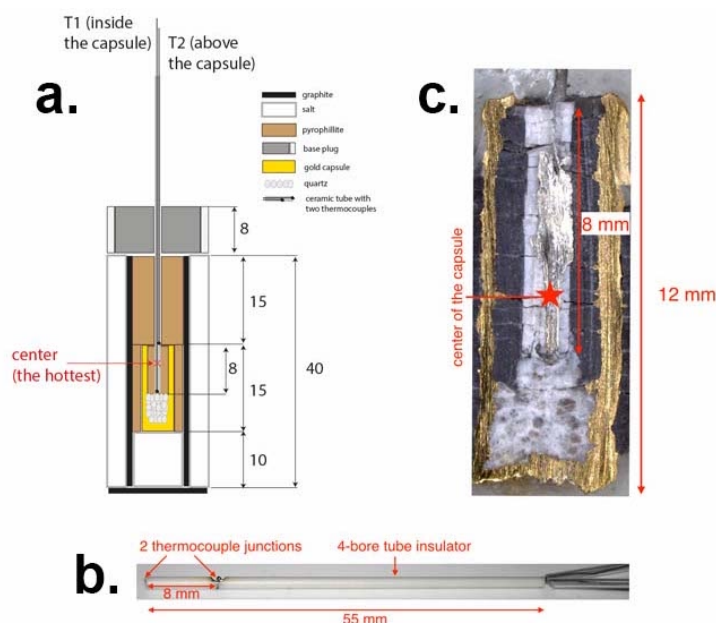 T1 (inside
the capsule)
T2 (above
the capsule)
a.
graphite
salt
pyrophillite
base plug
gold capsule
quartz
ceramic tube with
two thermocouples
8
15
center
(the hottest)
8
15
40
10
c.
center of the capsule
8 mm
12 mm
b.
2 thermocouple junctions
4-bore tube insulator
8 mm
55 mm